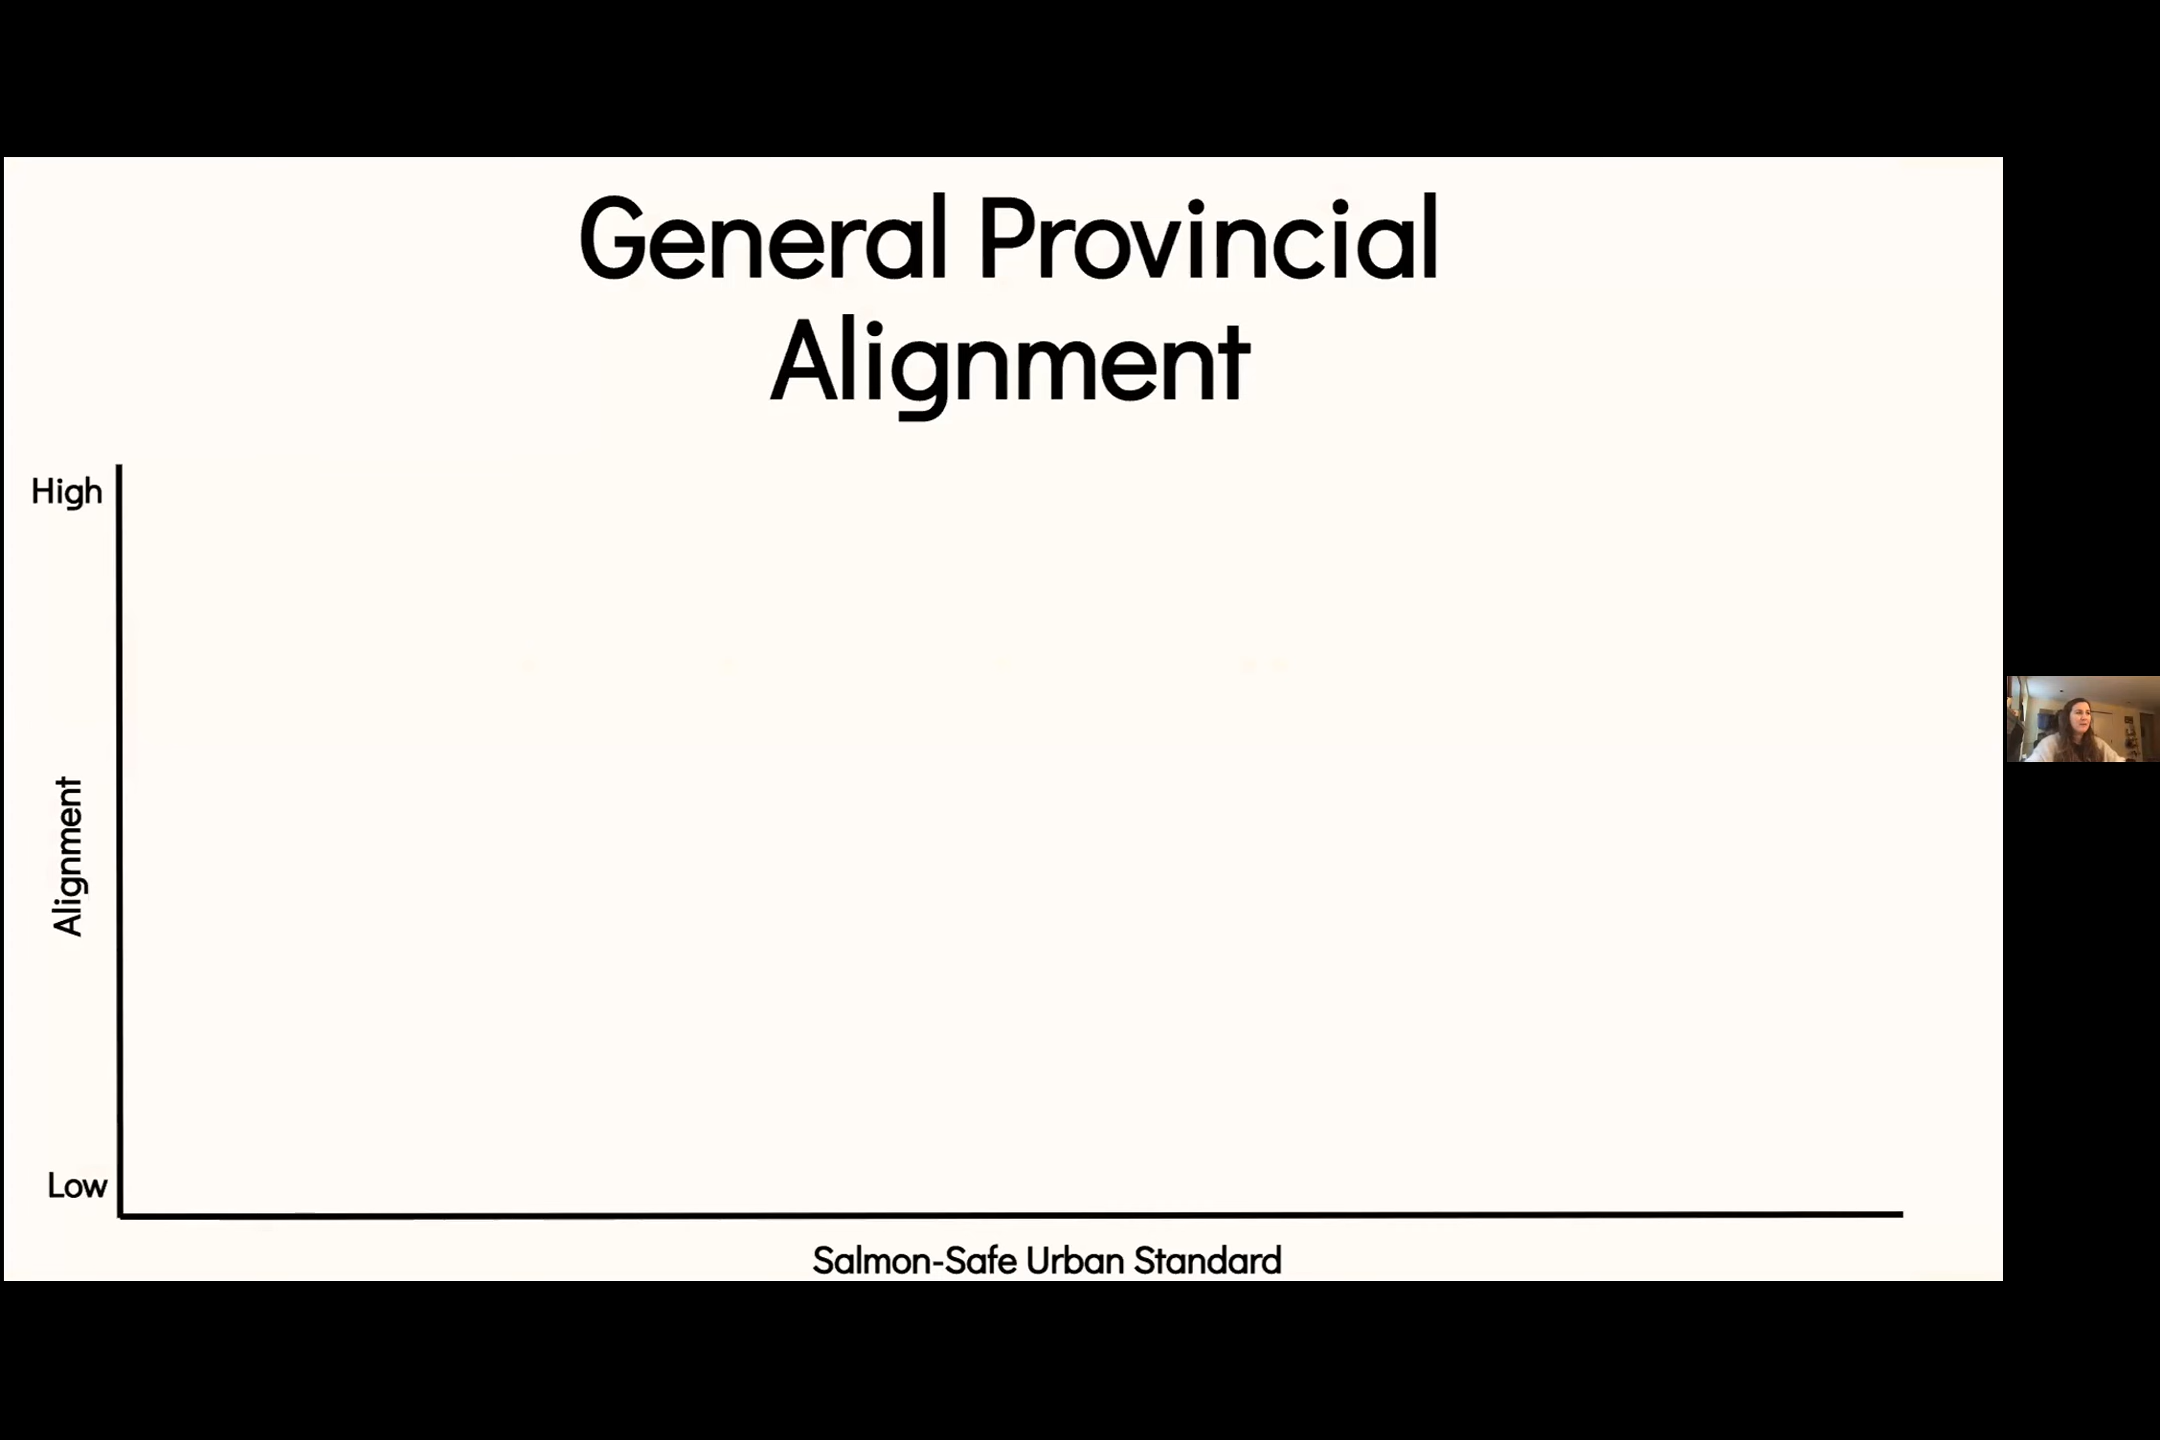 General Provincial
Alignment
High
Alignment
Low
Salmon-Safe Urban Standard